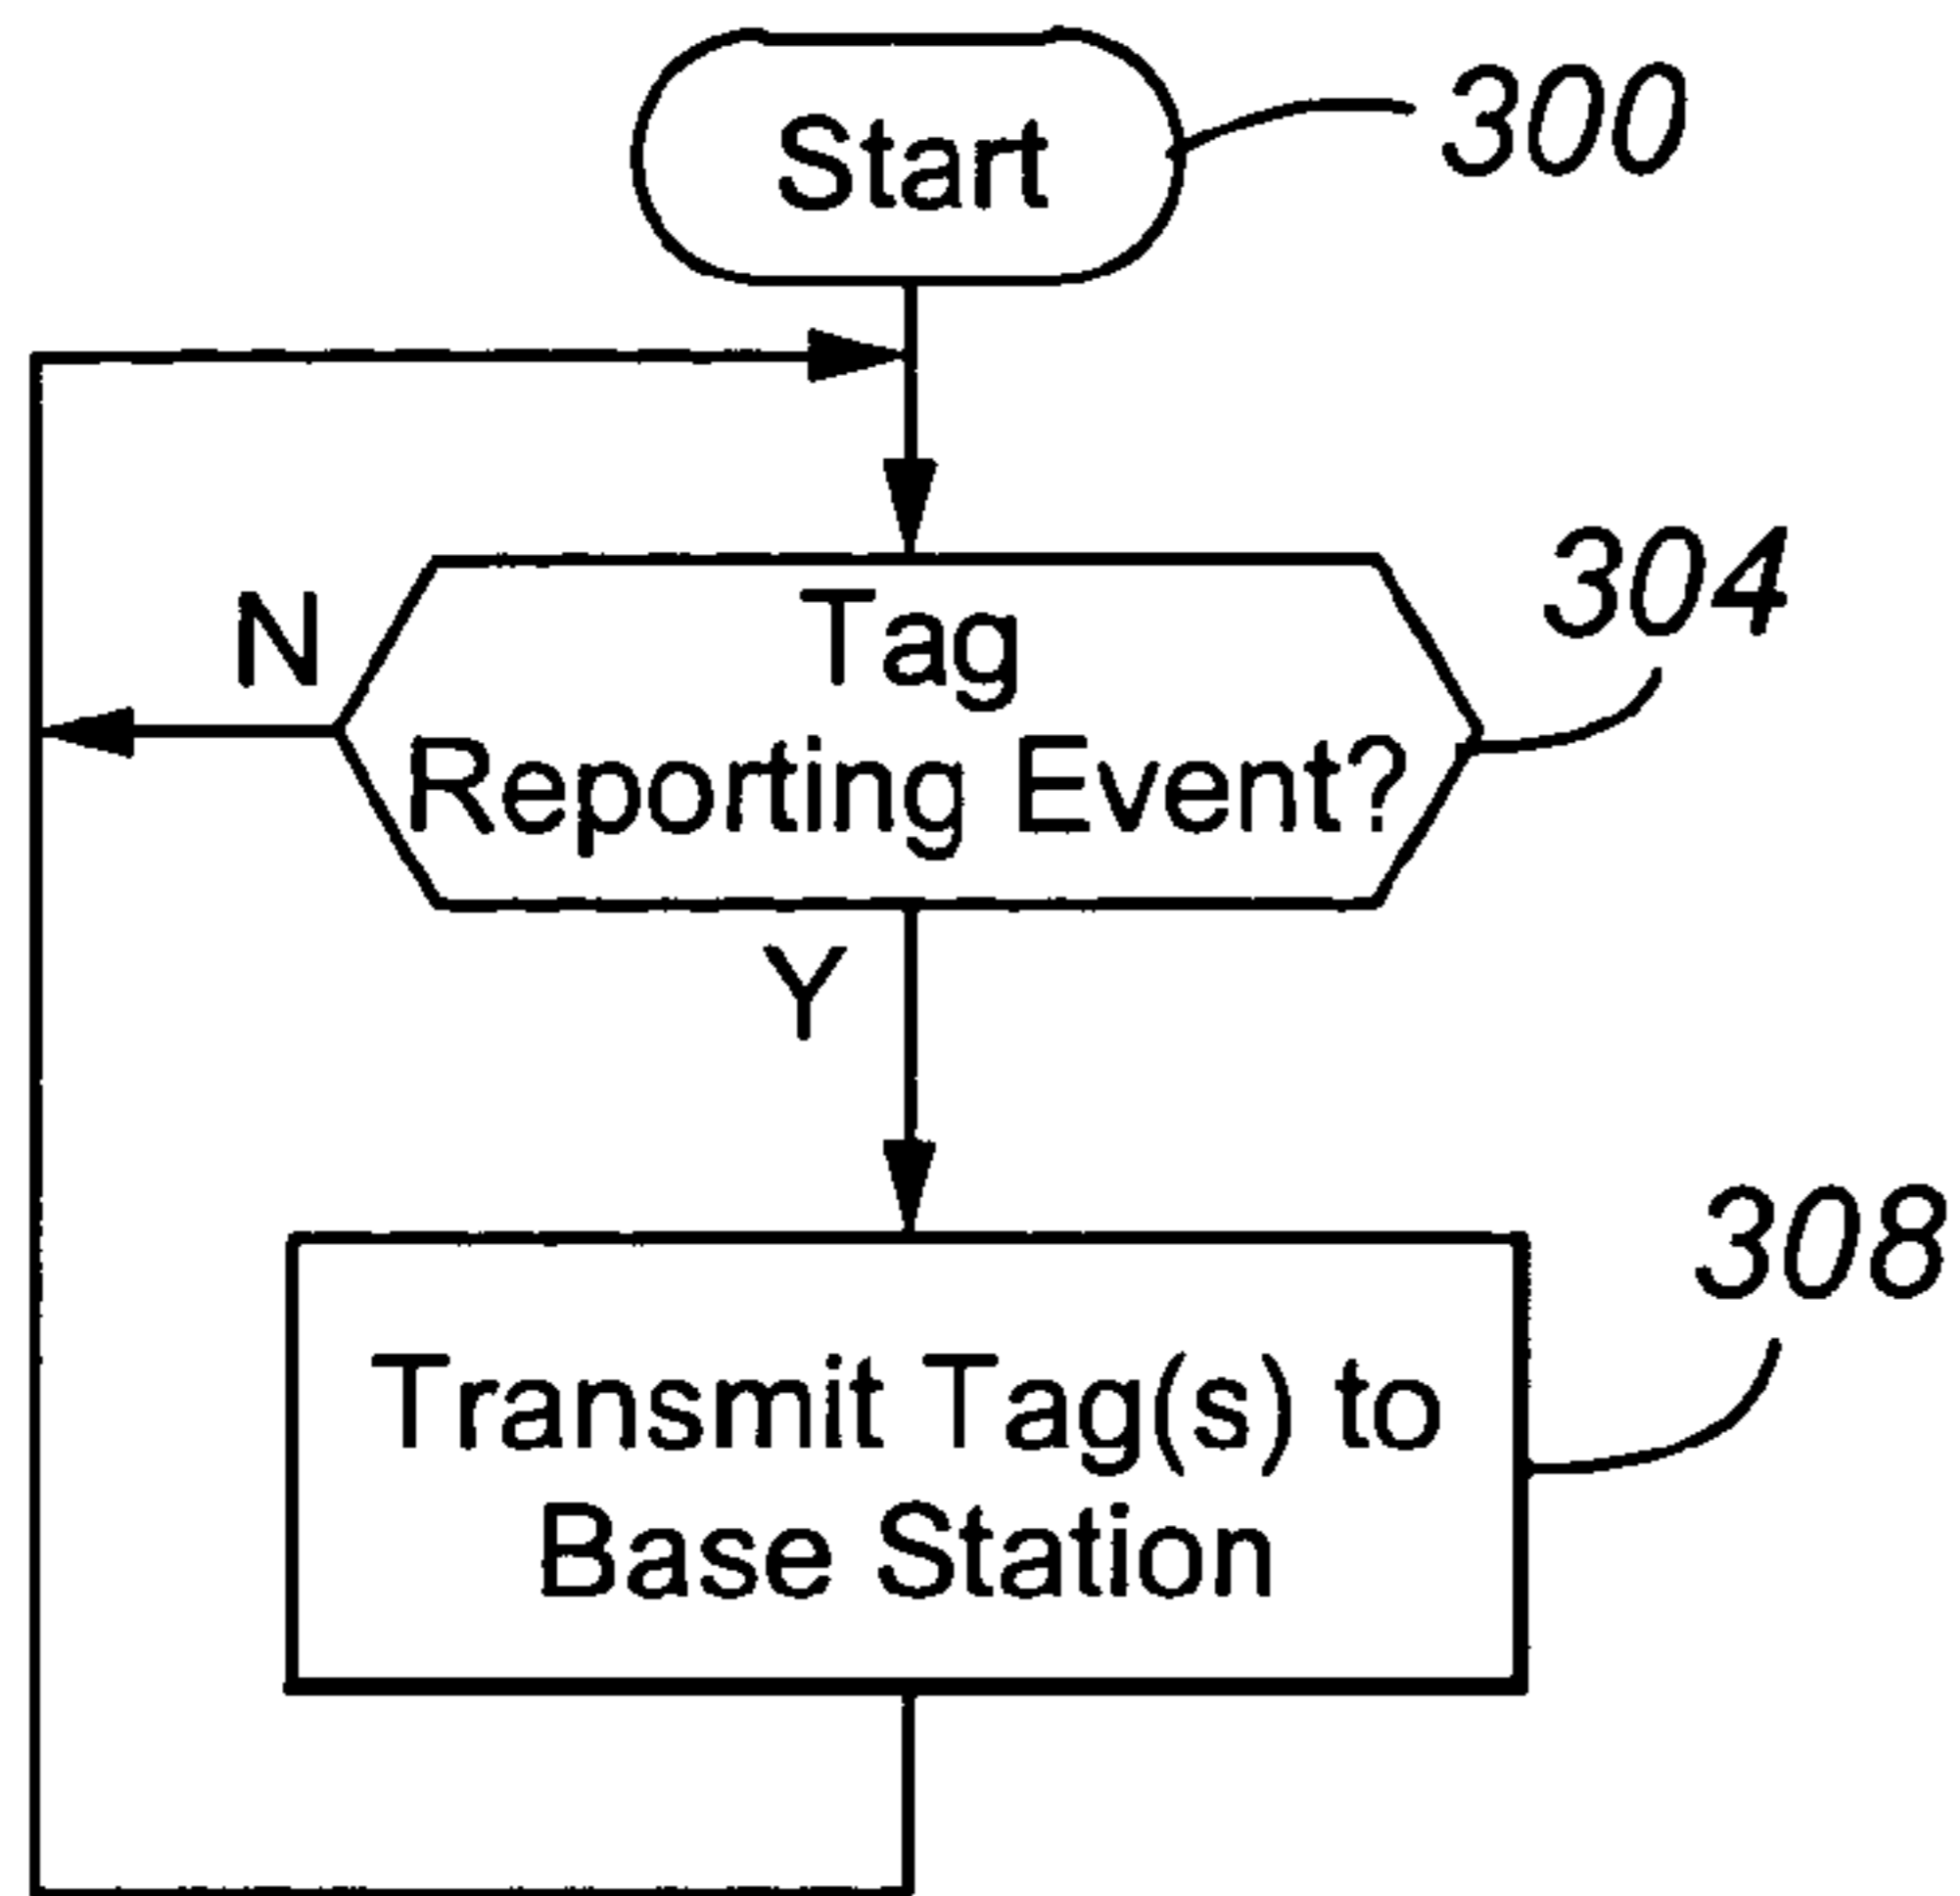 Start
300
304
N
Tag
Reporting Event?
Y
308
Transmit Tag(s) to
Base Station